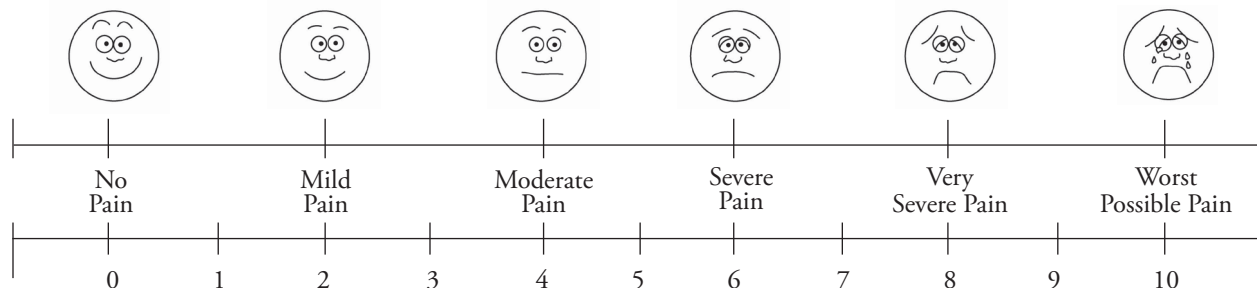 No
Pain
Mild
Pain
Moderate
Pain
Severe
Pain
Very
Severe Pain
Worst
Possible Pain
0 1 2 3 4 5 6 7 8 9 10